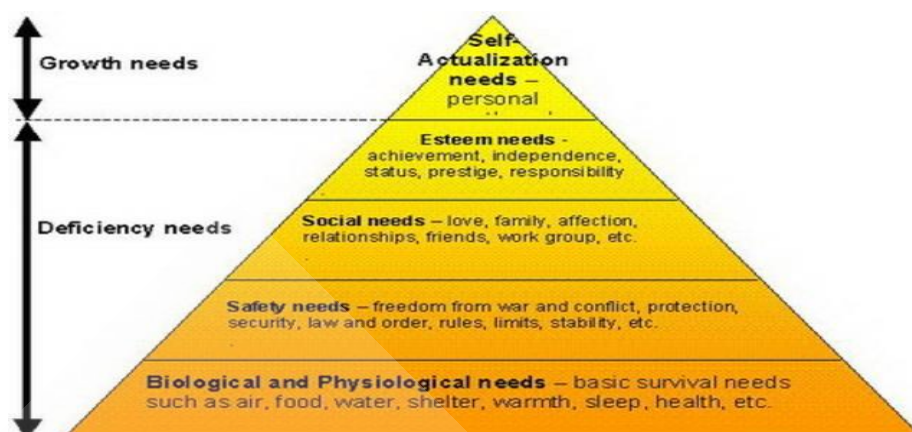 Growth needs
Self-
Actualization
needs –
personal
Esteem needs -
achievement, independence,
status, prestige, responsibility
Deficiency needs
Social needs – love, family, affection,
relationships, friends, work group, etc.
Safety needs – freedom from war and conflict, protection,
security, law and order, rules, limits, stability, etc.
Biological and Physiological needs – basic survival needs
such as air, food, water, shelter, warmth, sleep, health, etc.